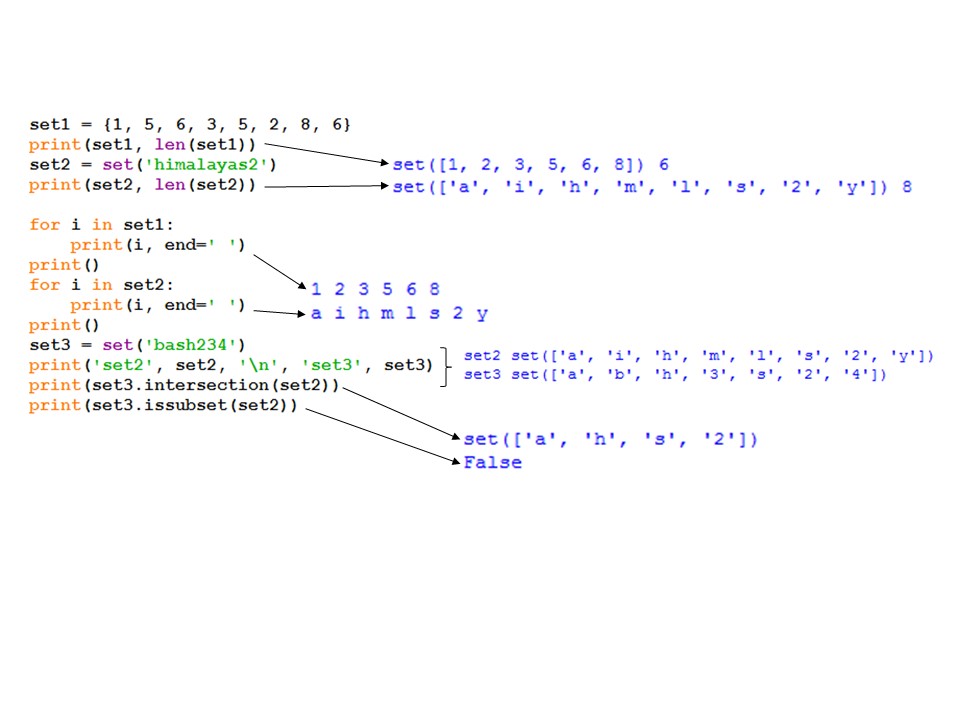 set1 = {1, 5, 6, 3, 5, 2, 8, 6}
print(set1, len(set1))
set2 = set('himalayas2')
print(set2, len(set2))
set([1, 2, 3, 5, 6, 8]) 6
set(['a', 'i', 'h', 'm', 'l', 's', '2', 'y']) 8
for i in set1:
    print(i, end=' ')
print()
for i in set2:
    print(i, end=' ')
print()
1 2 3 5 6 8
a i h m l s 2 y
set3 = set('bash234')
print('set2', set2, '\n', 'set3', set3)
print(set3.intersection(set2))
print(set3.issubset(set2))
set2 set(['a', 'i', 'h', 'm', 'l', 's', '2', 'y'])
set3 set(['a', 'b', 'h', '3', 's', '2', '4'])
set(['a', 'h', 's', '2'])
False